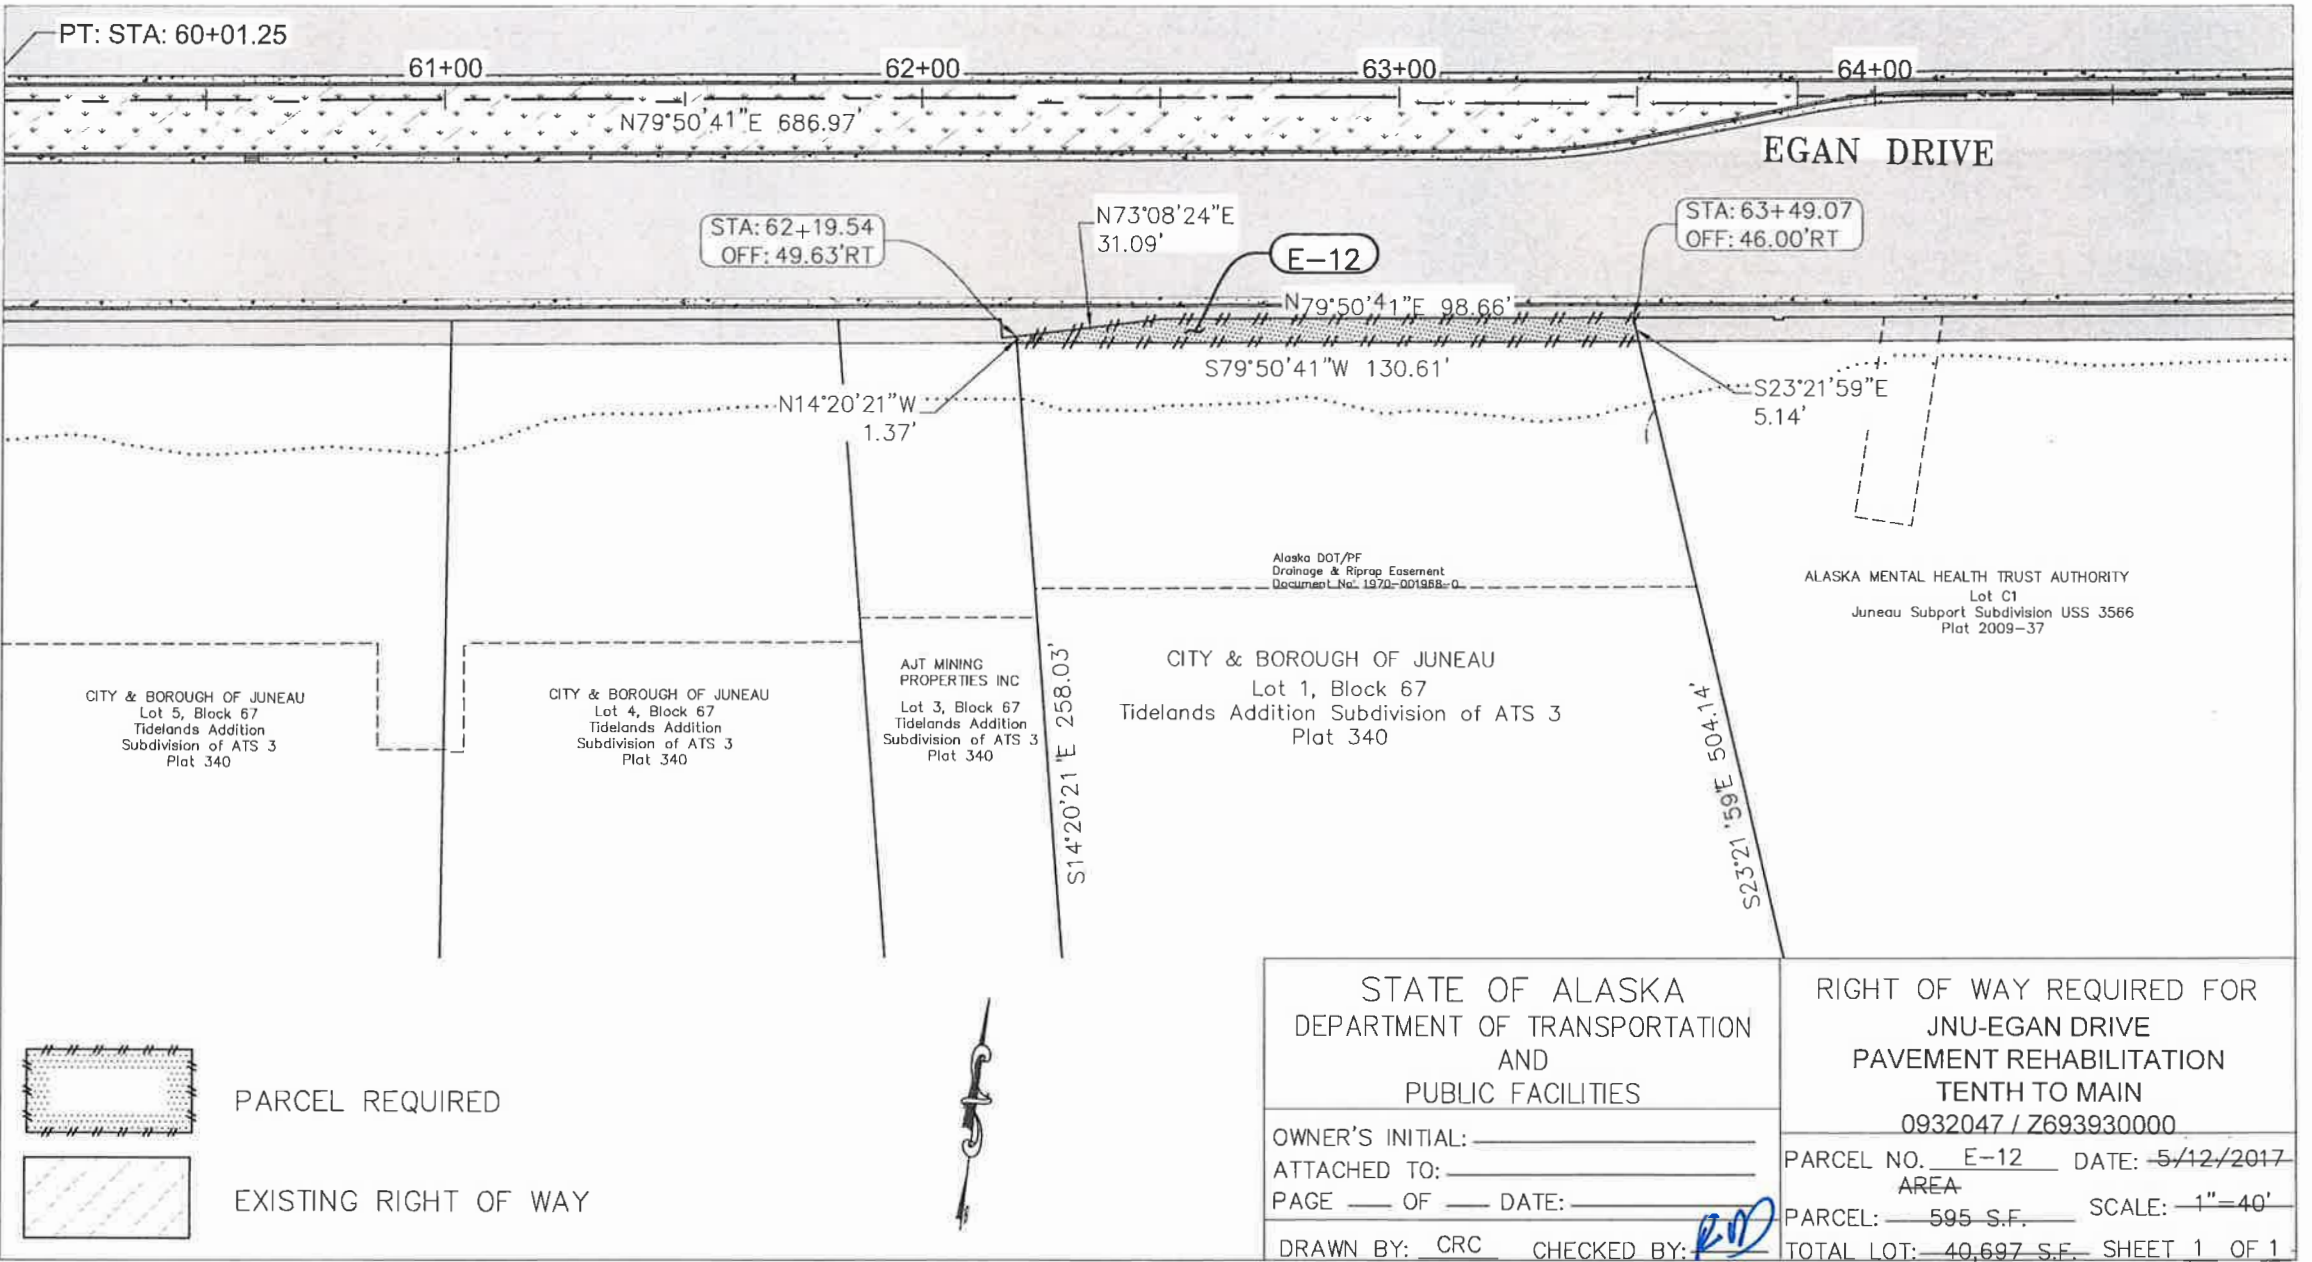 PT: STA: 60+01.25
61+00
62+00
63+00
64+00
N79°50'41"E 686.97'
EGAN DRIVE
STA: 62+19.54
OFF: 49.63'RT
N73°08'24"E
31.09'
E-12
STA: 63+49.07
OFF: 46.00'RT
N79°50'41"E 98.66'
S79°50'41"W 130.61'
N14°20'21"W
1.37'
S23°21'59"E
5.14'
Alaska DOT/PF
Drainage & Riprap Easement
Document No. 1970-001968-0
ALASKA MENTAL HEALTH TRUST AUTHORITY
Lot C1
Juneau Subport Subdivision USS 3566
Plat 2009-37
CITY & BOROUGH OF JUNEAU
Lot 5, Block 67
Tidelands Addition
Subdivision of ATS 3
Plat 340
CITY & BOROUGH OF JUNEAU
Lot 4, Block 67
Tidelands Addition
Subdivision of ATS 3
Plat 340
AJT MINING
PROPERTIES INC
Lot 3, Block 67
Tidelands Addition
Subdivision of ATS 3
Plat 340
S14°20'21"E 258.03'
CITY & BOROUGH OF JUNEAU
Lot 1, Block 67
Tidelands Addition Subdivision of ATS 3
Plat 340
S23°21'59"E 504.14'
PARCEL REQUIRED
EXISTING RIGHT OF WAY
STATE OF ALASKA
DEPARTMENT OF TRANSPORTATION
AND
PUBLIC FACILITIES
OWNER'S INITIAL:
ATTACHED TO:
PAGE OF DATE:
DRAWN BY: CRC CHECKED BY:
RIGHT OF WAY REQUIRED FOR
JNU-EGAN DRIVE
PAVEMENT REHABILITATION
TENTH TO MAIN
0932047 / Z693930000
PARCEL NO. E-12 DATE: 5/12/2017
AREA
PARCEL: 595 S.F. SCALE: 1"=40'
TOTAL LOT: 40,697 S.F. SHEET 1 OF 1